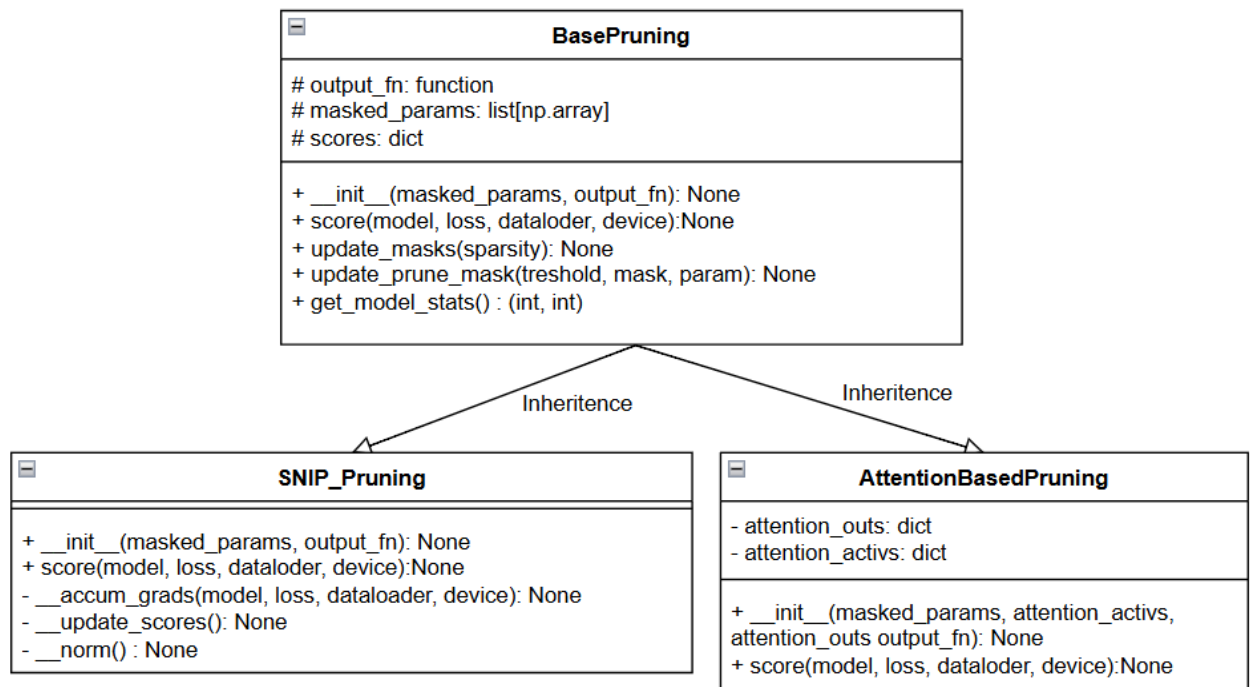 BasePruning
# output_fn: function
# masked_params: list[np.array]
# scores: dict
+ __init__(masked_params, output_fn): None
+ score(model, loss, dataloder, device):None
+ update_masks(sparsity): None
+ update_prune_mask(treshold, mask, param): None
+ get_model_stats() : (int, int)
Inheritence
Inheritence
SNIP_Pruning
+ __init__(masked_params, output_fn): None
+ score(model, loss, dataloder, device):None
- __accum_grads(model, loss, dataloader, device): None
- __update_scores(): None
- __norm() : None
AttentionBasedPruning
- attention_outs: dict
- attention_activs: dict
+ __init__(masked_params, attention_activs,
attention_outs output_fn): None
+ score(model, loss, dataloder, device):None